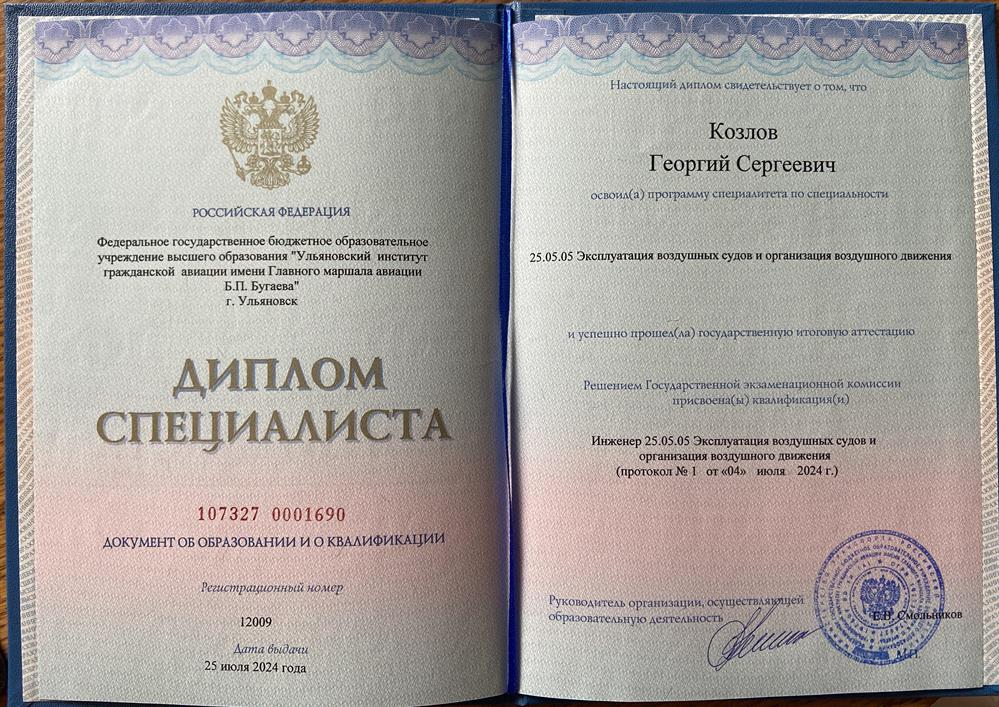 РОССИЙСКАЯ ФЕДЕРАЦИЯ
Федеральное государственное бюджетное образовательное
учреждение высшего образования "Ульяновский институт
гражданской авиации имени Главного маршала авиации
Б.П. Бугаева"
г. Ульяновск
ДИПЛОМ
СПЕЦИАЛИСТА
107327 0001690
ДОКУМЕНТ ОБ ОБРАЗОВАНИИ И О КВАЛИФИКАЦИИ
Регистрационный номер
12009
Дата выдачи
25 июля 2024 года
Настоящий диплом свидетельствует о том, что
Козлов
Георгий Сергеевич
освоил(а) программу специалитета по специальности
25.05.05 Эксплуатация воздушных судов и организация воздушного движения
и успешно прошел(ла) государственную итоговую аттестацию
Решением Государственной экзаменационной комиссии
присвоена(ы) квалификация(и)
Инженер 25.05.05 Эксплуатация воздушных судов и
организация воздушного движения
(протокол № 1 от «04» июля 2024 г.)
Руководитель организации, осуществляющей
образовательную деятельность
Смольников
М.П.